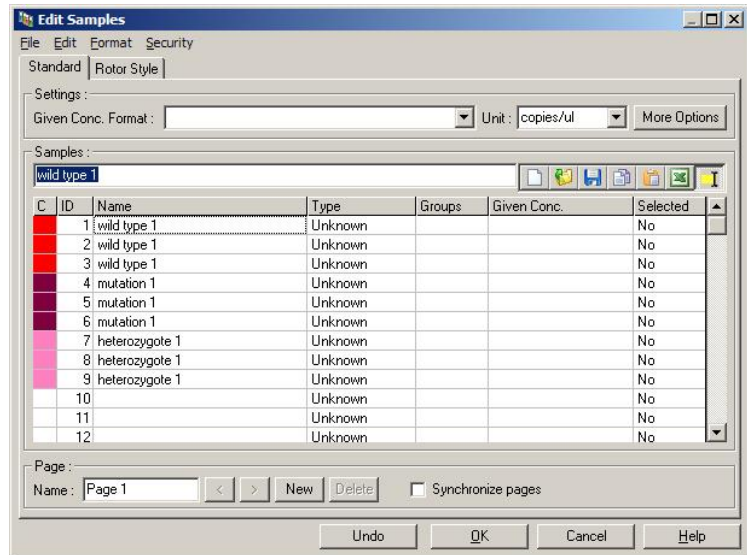 Edit Samples
File Edit Format Security
Standard Rotor Style
Settings :
Given Conc. Format : Unit : copies/ul More Options
Samples :
wild type 1
C ID Name Type Groups Given Conc. Selected
1 wild type 1 Unknown No
2 wild type 1 Unknown No
3 wild type 1 Unknown No
4 mutation 1 Unknown No
5 mutation 1 Unknown No
6 mutation 1 Unknown No
7 heterozygote 1 Unknown No
8 heterozygote 1 Unknown No
9 heterozygote 1 Unknown No
10 Unknown No
11 Unknown No
12 Unknown No
Page :
Name : Page 1 < > New Delete Synchronize pages
Undo OK Cancel Help